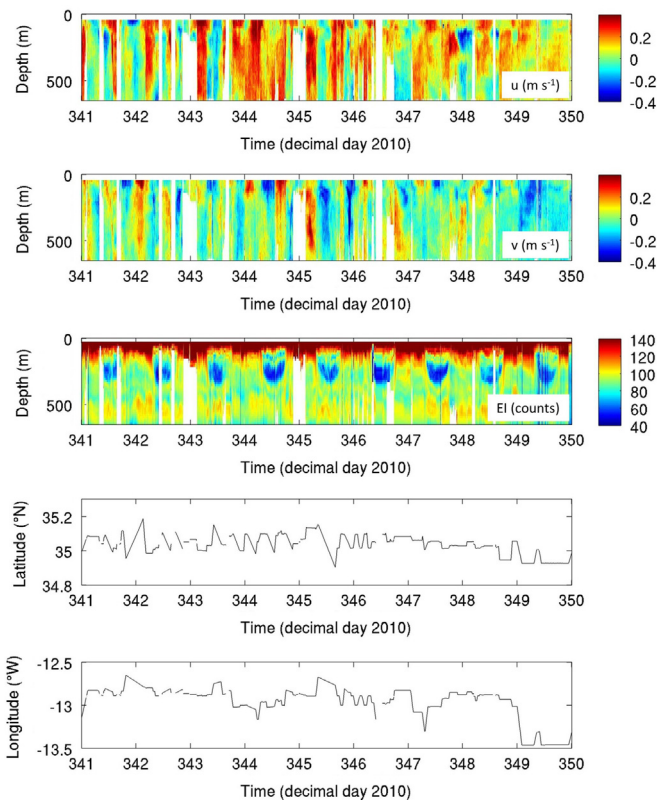 0
500
Depth (m)
u (m s⁻¹)
0.2
0
-0.2
-0.4
341 342 343 344 345 346 347 348 349 350
Time (decimal day 2010)
0
500
Depth (m)
v (m s⁻¹)
0.2
0
-0.2
-0.4
341 342 343 344 345 346 347 348 349 350
Time (decimal day 2010)
0
500
Depth (m)
EI (counts)
140
120
100
80
60
40
341 342 343 344 345 346 347 348 349 350
Time (decimal day 2010)
35.2
35
34.8
Latitude (°N)
341 342 343 344 345 346 347 348 349 350
Time (decimal day 2010)
-12.5
-13
-13.5
Longitude (°W)
341 342 343 344 345 346 347 348 349 350
Time (decimal day 2010)